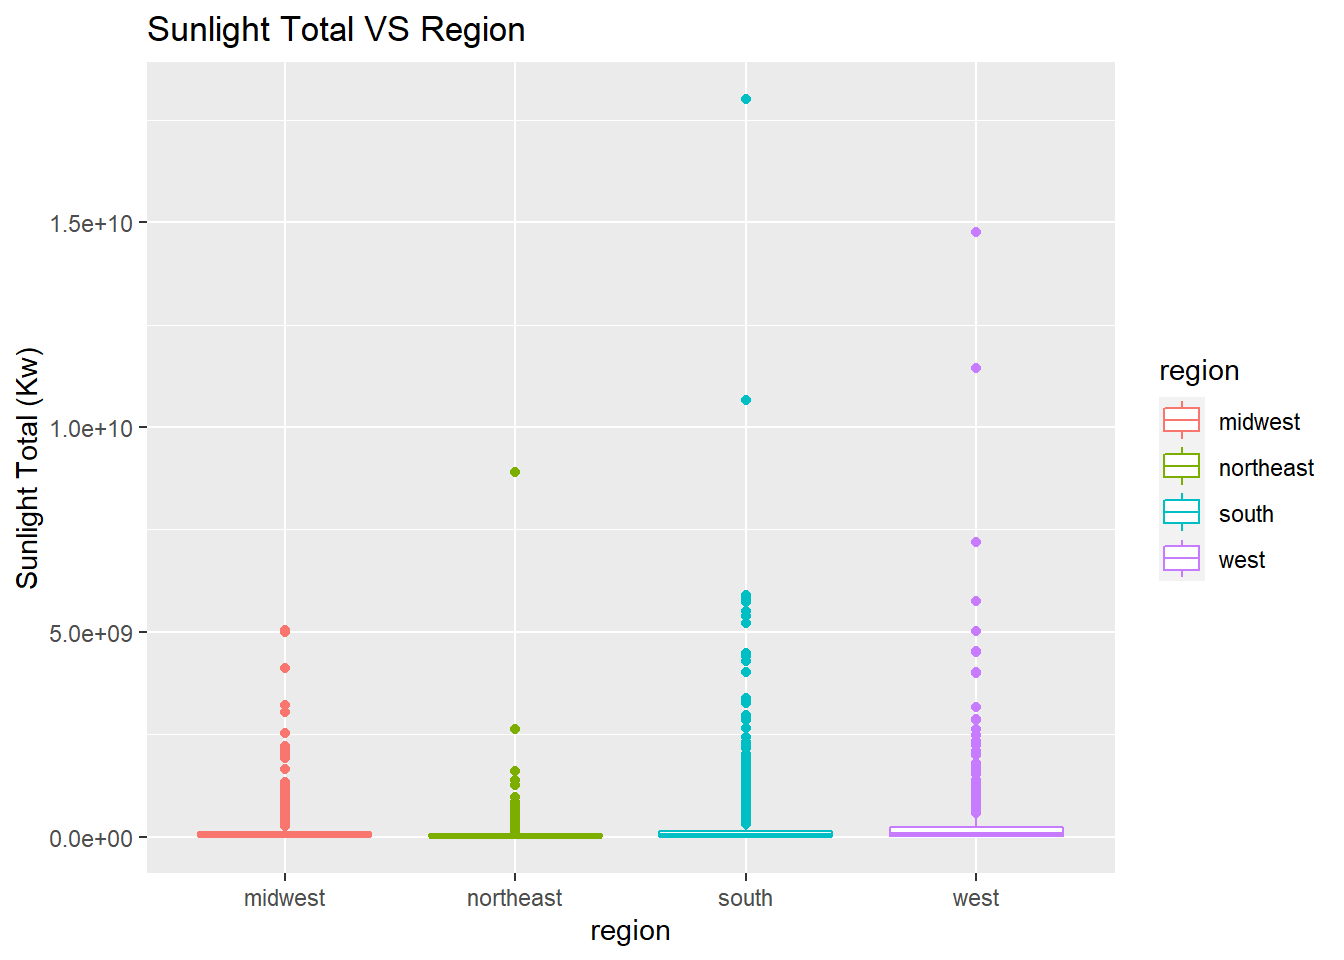 Sunlight Total VS Region
Sunlight Total (Kw)
1.5e+10
1.0e+10
5.0e+09
0.0e+00
midwest
northeast
south
west
region
region
midwest
northeast
south
west